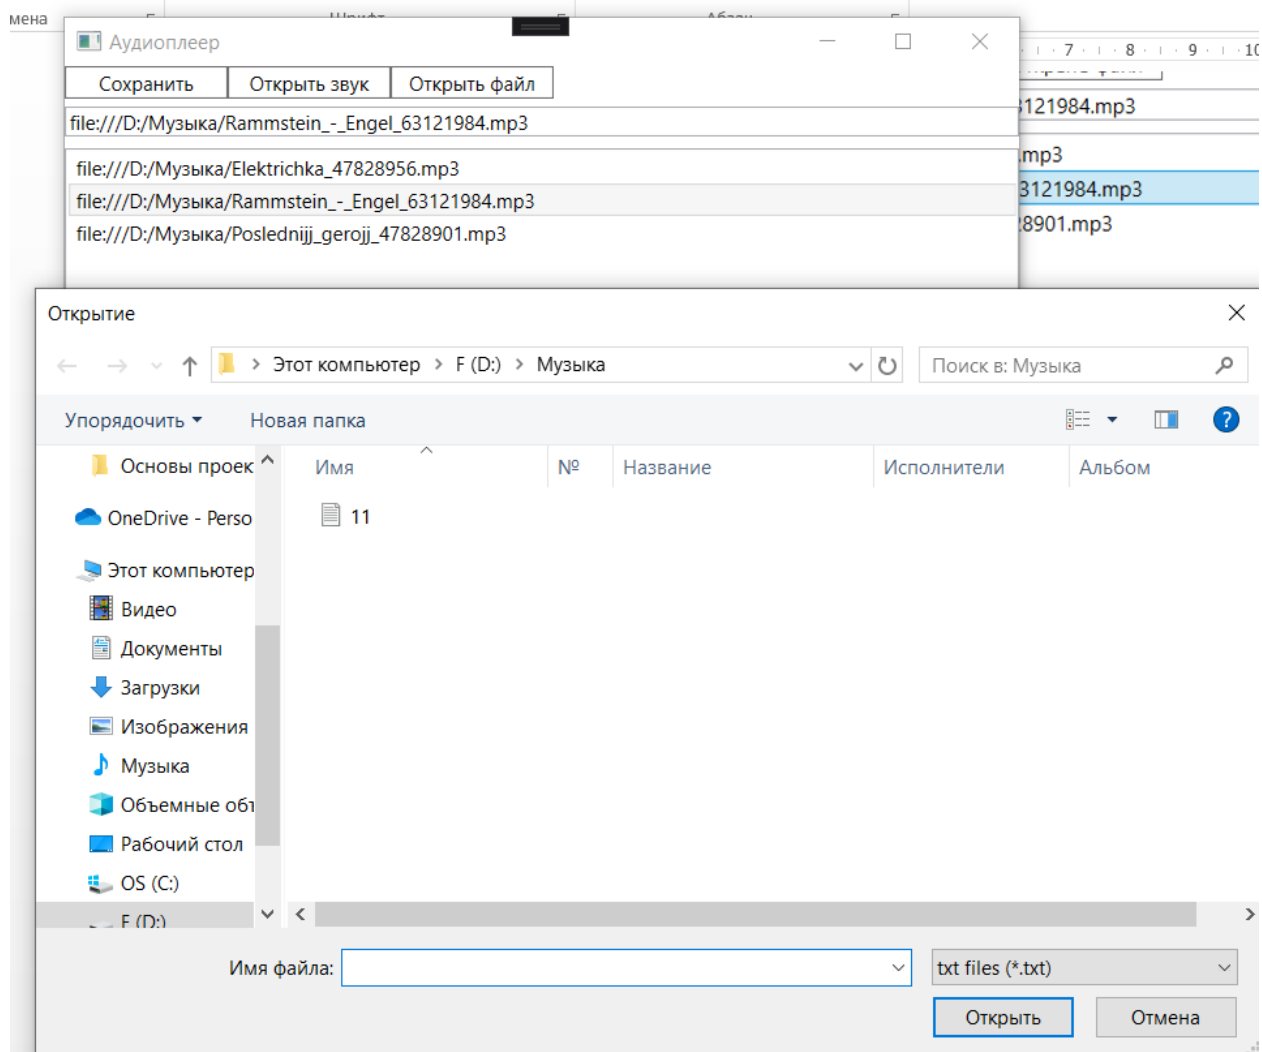 мена Шрифт Абзац
Аудиоплеер
7 8 9 10
Сохранить Открыть звук Открыть файл
file:///D:/Музыка/Rammstein_-_Engel_63121984.mp3
3121984.mp3
.mp3
file:///D:/Музыка/Elektrichka_47828956.mp3
file:///D:/Музыка/Rammstein_-_Engel_63121984.mp3
3121984.mp3
file:///D:/Музыка/Poslednijj_gerojj_47828901.mp3
8901.mp3
Открытие
Этот компьютер > F (D:) > Музыка
Поиск в: Музыка
Упорядочить Новая папка
Основы проек
Имя № Название Исполнители Альбом
OneDrive - Perso
11
Этот компьютер
Видео
Документы
Загрузки
Изображения
Музыка
Объемные об
Рабочий стол
OS (C:)
F (D:)
Имя файла:
txt files (*.txt)
Открыть Отмена